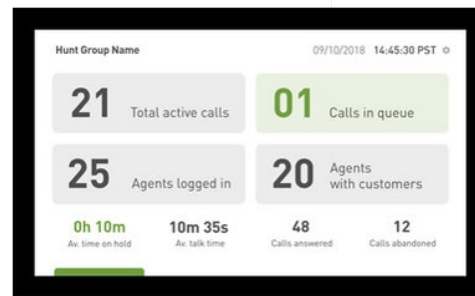 Hunt Group Name
09/10/2018 14:45:30 PST
21 Total active calls
01 Calls in queue
25 Agents logged in
20 Agents
with customers
0h 10m
Av. time on hold
10m 35s
Av. talk time
48
Calls answered
12
Calls abandoned